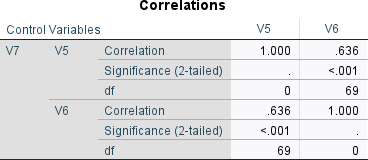 Correlations
Control Variables V5 V6
V7 V5 Correlation 1.000 .636
Significance (2-tailed) . <.001
df 0 69
V6 Correlation .636 1.000
Significance (2-tailed) <.001 .
df 69 0